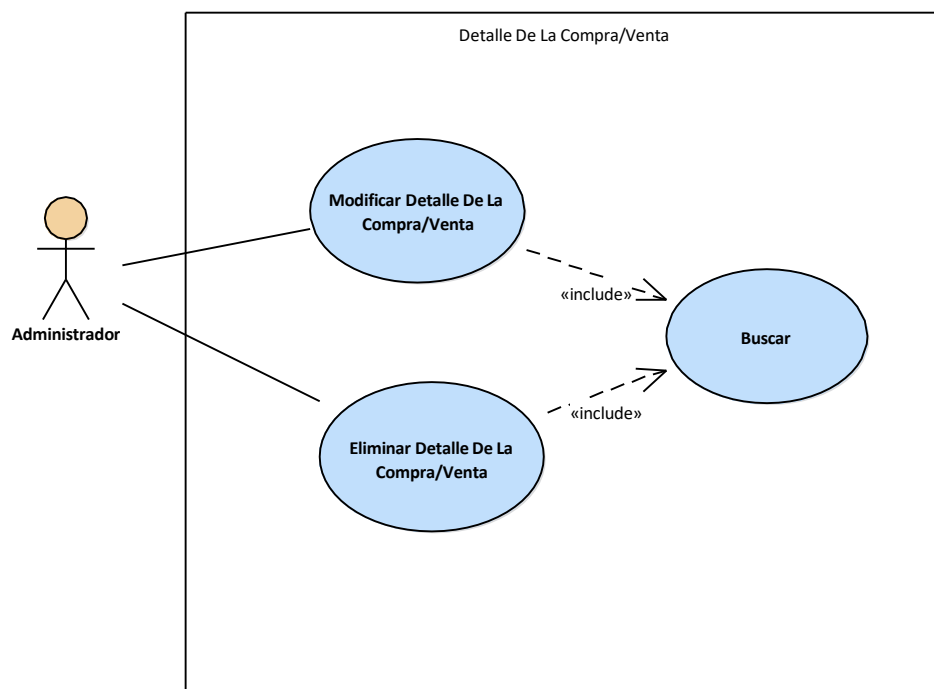 Detalle De La Compra/Venta
Modificar Detalle De La
Compra/Venta
«include»
Administrador
Buscar
«include»
Eliminar Detalle De La
Compra/Venta